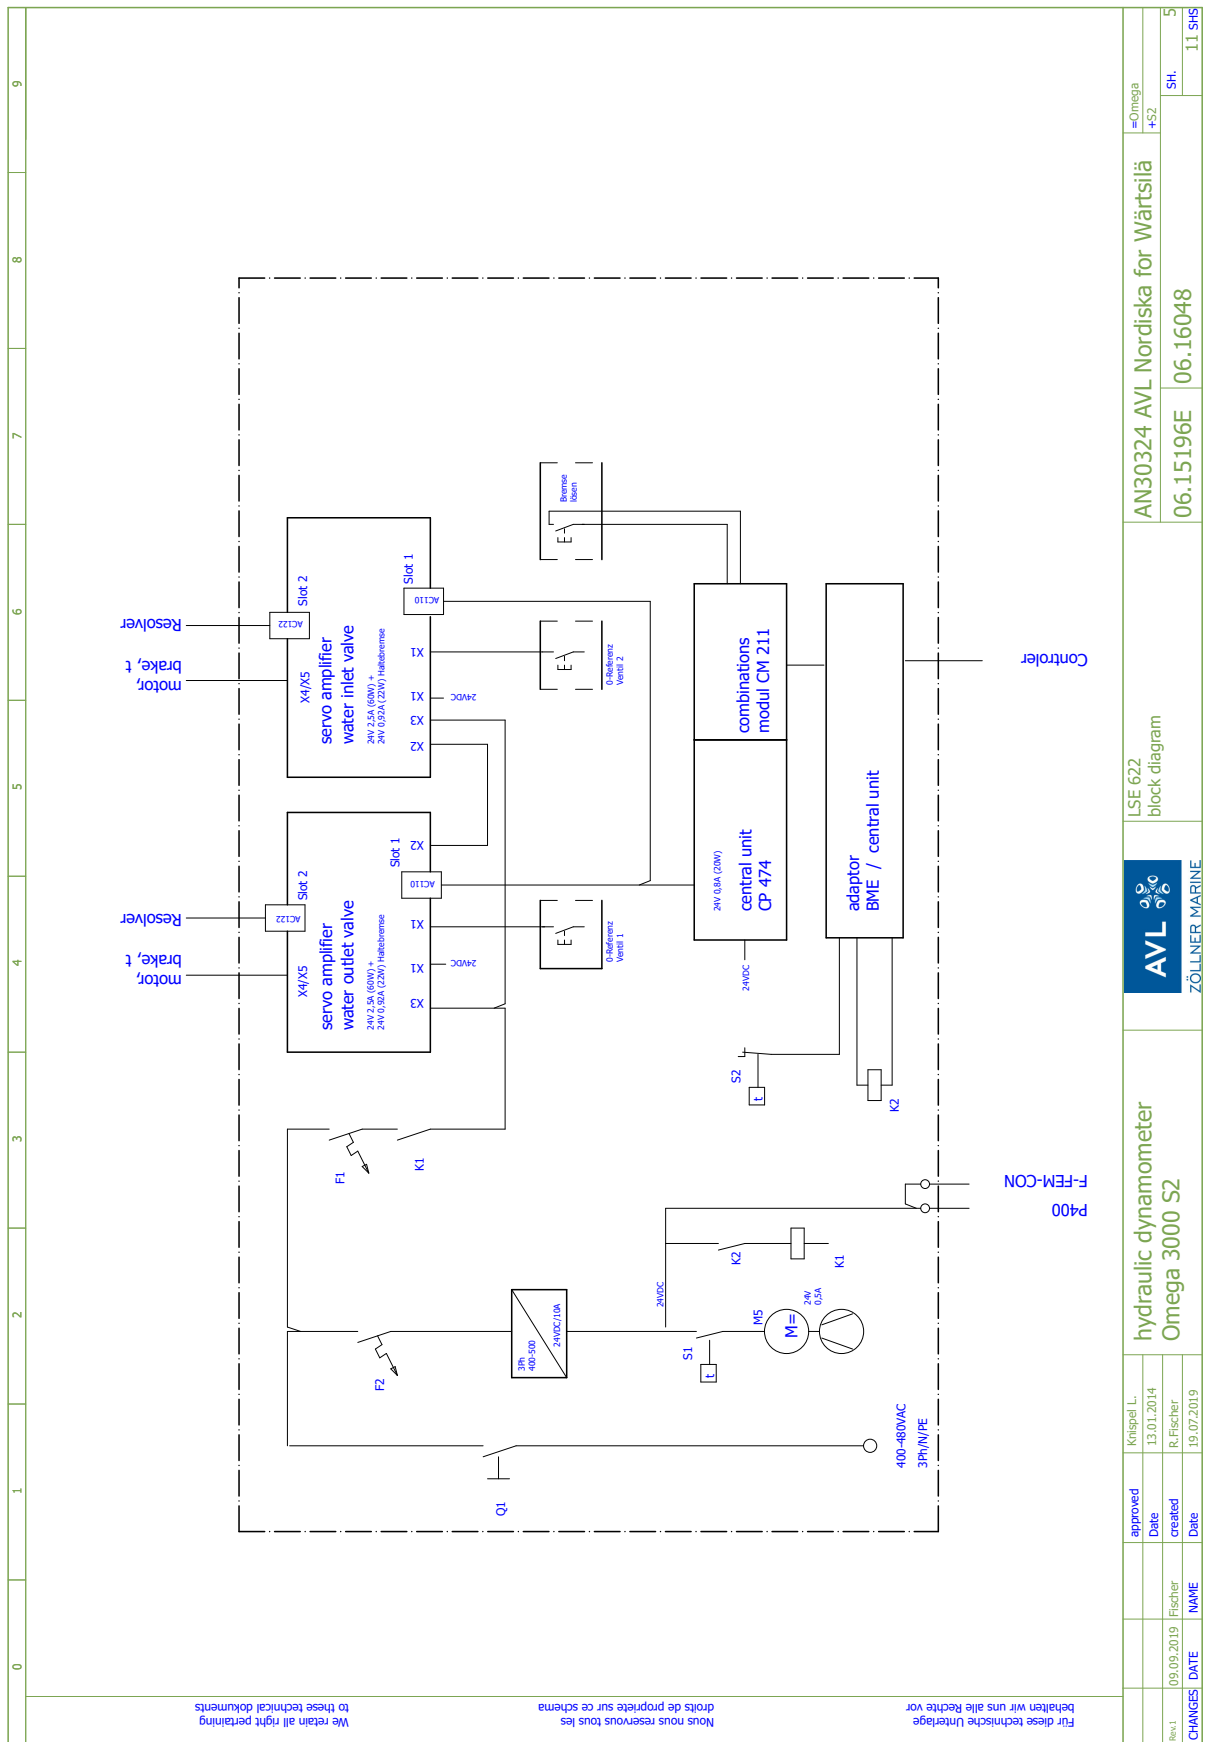 0
1
2
3
4
5
6
7
8
9
Resolver
motor,
brake, t
Resolver
motor,
brake, t
X4/X5
AC122
Slot 2
servo amplifier
water outlet valve
24V 2,5A (60W) +
24V 0,92A (22W) Haltebremse
X3
X1
24VDC
X1
AC110
Slot 1
X2
X4/X5
AC122
Slot 2
servo amplifier
water inlet valve
24V 2,5A (60W) +
24V 0,92A (22W) Haltebremse
X2
X3
X1
24VDC
X1
AC110
Slot 1
F1
K1
F2
3Ph
400-500
24VDC/10A
Q1
0-Referenz
Ventil 1
0-Referenz
Ventil 2
Bremse
lösen
24VDC
S1
t
M5
M=
24V
0,5A
K2
K1
400-480VAC
3Ph/N/PE
S2
t
K2
24VDC
24V 0,8A (20W)
central unit
CP 474
combinations
modul CM 211
adaptor
BME / central unit
P400
F-FEM-CON
Controler
We retain all right pertaining
to these technical dokuments
Nous nous reservous tous les
droits de propriete sur ce schema
Für diese technische Unterlage
behalten wir uns alle Rechte vor
Rev.1
09.09.2019
Fischer
CHANGES
DATE
NAME
approved
Knispel L.
Date
13.01.2014
created
R.Fischer
Date
19.07.2019
hydraulic dynamometer
Omega 3000 S2
AVL
ZÖLLNER MARINE
LSE 622
block diagram
AN30324 AVL Nordiska for Wärtsilä
06.15196E
06.16048
=Omega
+S2
SH.
5
11 SHS